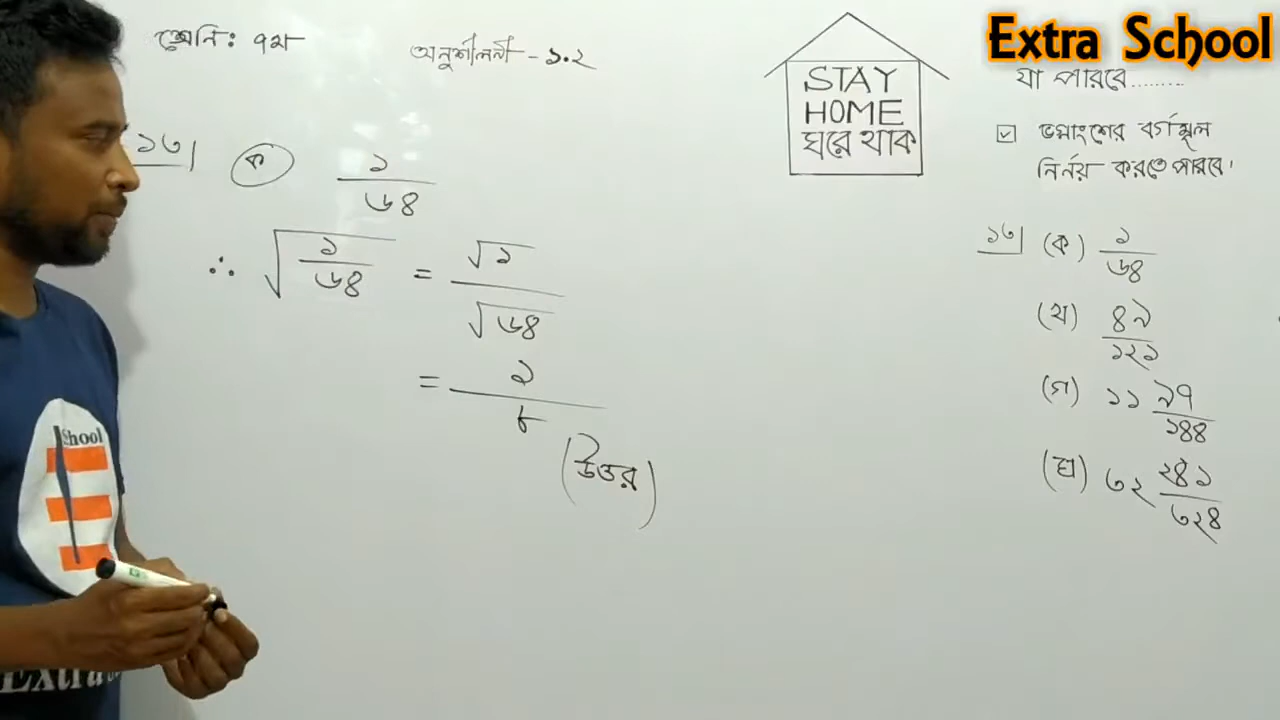 Extra School
শ্রেনি: ৭ম
অনুশীলনী - ১.২
STAY
HOME
ঘরে থাক
যা পারবে........
☑ ভগ্নাংশের বর্গমূল
নির্নয় করতে পারবে।
১৩| ক ১/৬৪
∴ √(১/৬৪) = √১/√৬৪
= ১/৮
(উত্তর)
১৩| (ক) ১/৬৪
(খ) ৪৯/১২১
(গ) ১১ ৯৭/১৪৪
(ঘ) ৩২ ২৪১/৩২৪
School
Extra